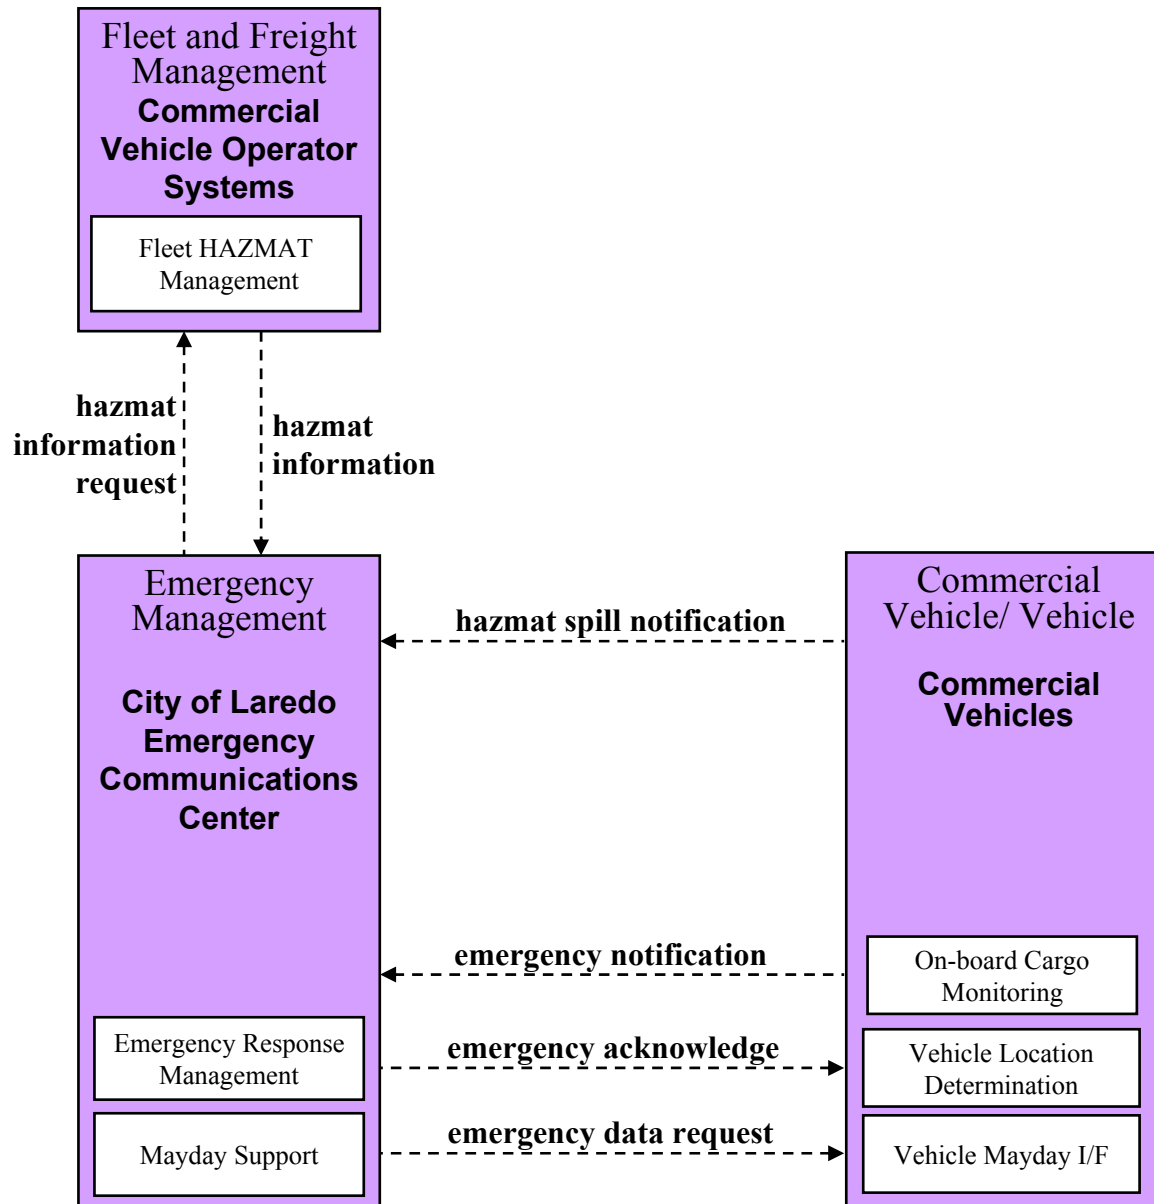 Fleet and Freight
Management
Commercial
Vehicle Operator
Systems
Fleet HAZMAT
Management
hazmat
information
request
hazmat
information
Emergency
Management
City of Laredo
Emergency
Communications
Center
Emergency Response
Management
Mayday Support
hazmat spill notification
emergency notification
emergency acknowledge
emergency data request
Commercial
Vehicle/ Vehicle
Commercial
Vehicles
On-board Cargo
Monitoring
Vehicle Location
Determination
Vehicle Mayday I/F